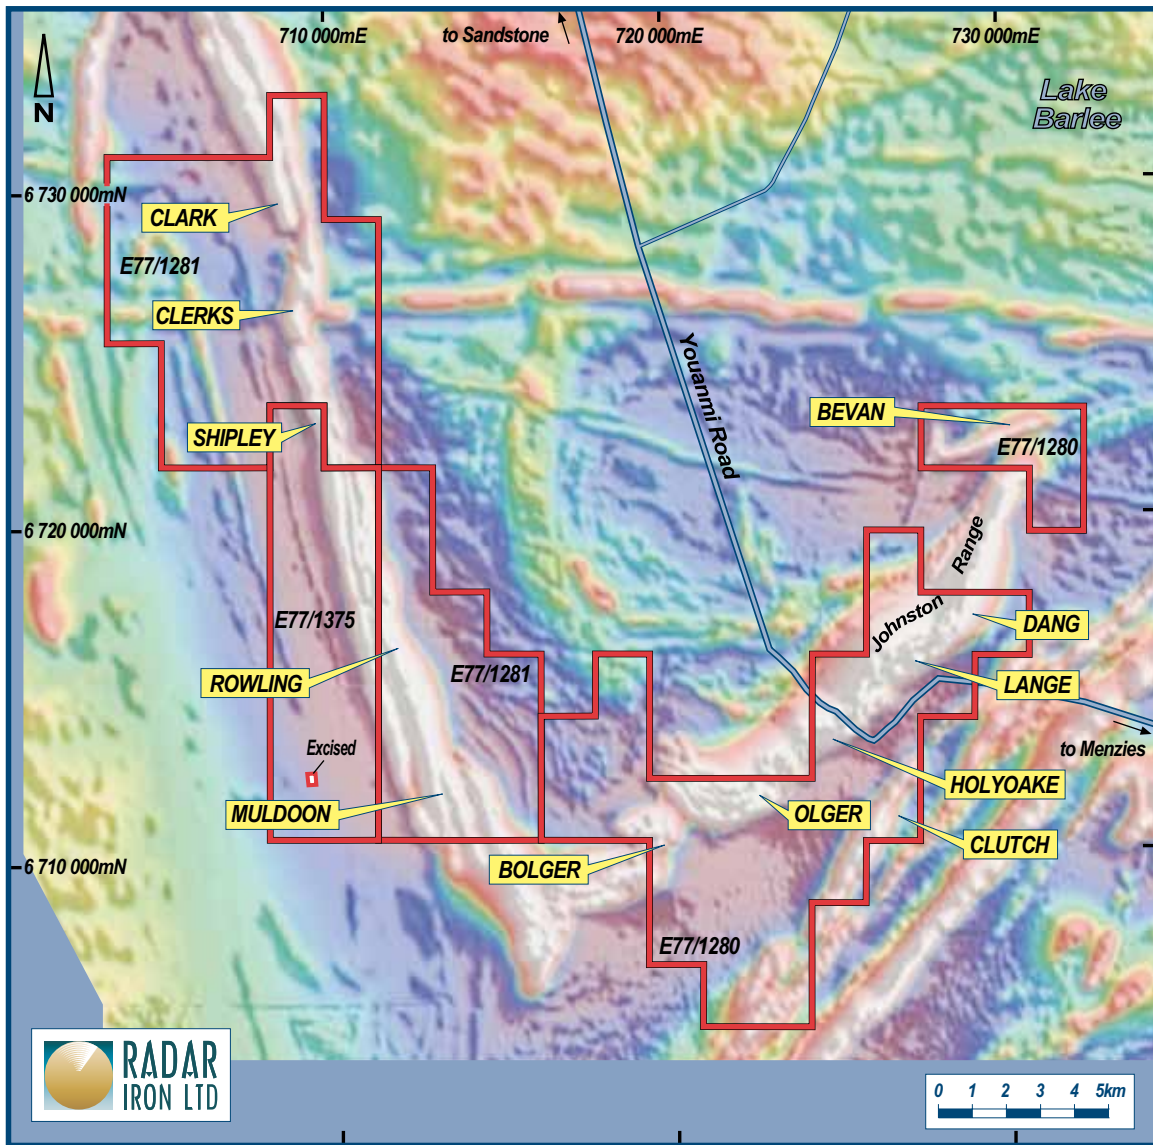 710 000mE
to Sandstone
720 000mE
730 000mE
N
Lake
Barlee
6 730 000mN
CLARK
E77/1281
CLERKS
Youanmi Road
BEVAN
SHIPLEY
E77/1280
6 720 000mN
Johnston
Range
E77/1375
DANG
E77/1281
ROWLING
LANGE
Excised
to Menzies
HOLYOAKE
MULDOON
OLGER
CLUTCH
BOLGER
6 710 000mN
E77/1280
RADAR
IRON LTD
0 1 2 3 4 5km